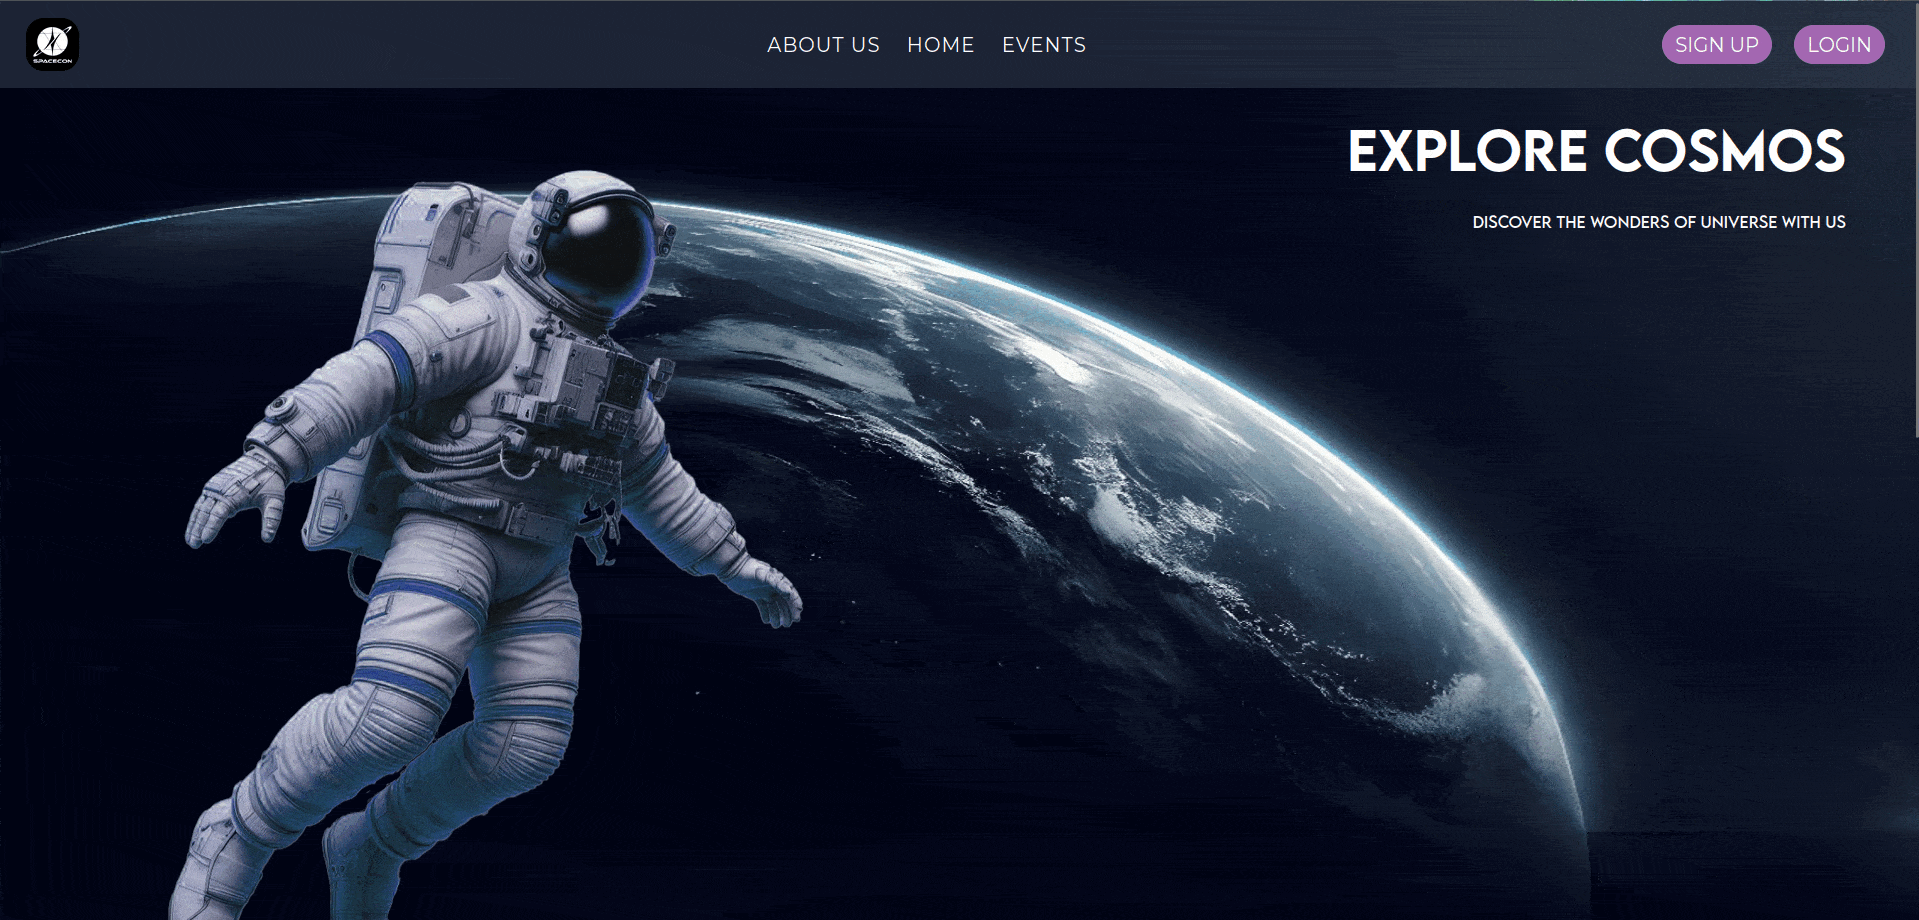 SPACECON
ABOUT US HOME EVENTS
SIGN UP LOGIN
EXPLORE COSMOS
DISCOVER THE WONDERS OF UNIVERSE WITH US